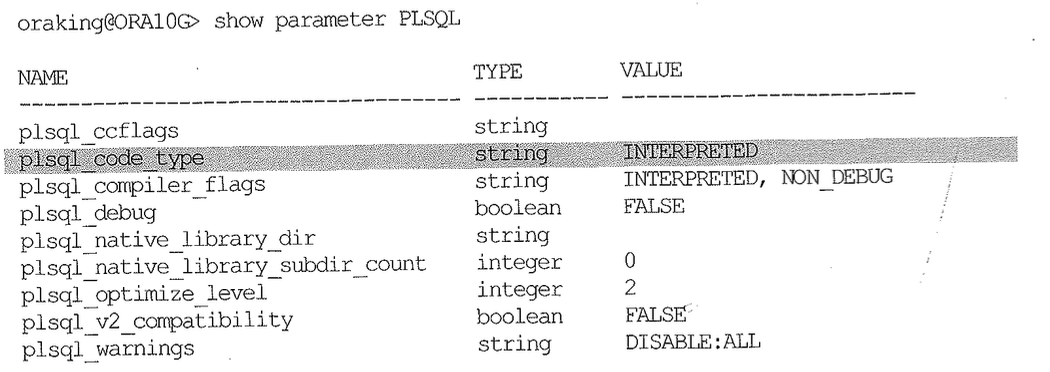 oraking@ORA10G> show parameter PLSQL
NAME TYPE VALUE
------------------------------------ ----------- ------------------------
plsql_ccflags string
plsql_code_type string INTERPRETED
plsql_compiler_flags string INTERPRETED, NON_DEBUG
plsql_debug boolean FALSE
plsql_native_library_dir string
plsql_native_library_subdir_count integer 0
plsql_optimize_level integer 2
plsql_v2_compatibility boolean FALSE
plsql_warnings string DISABLE:ALL